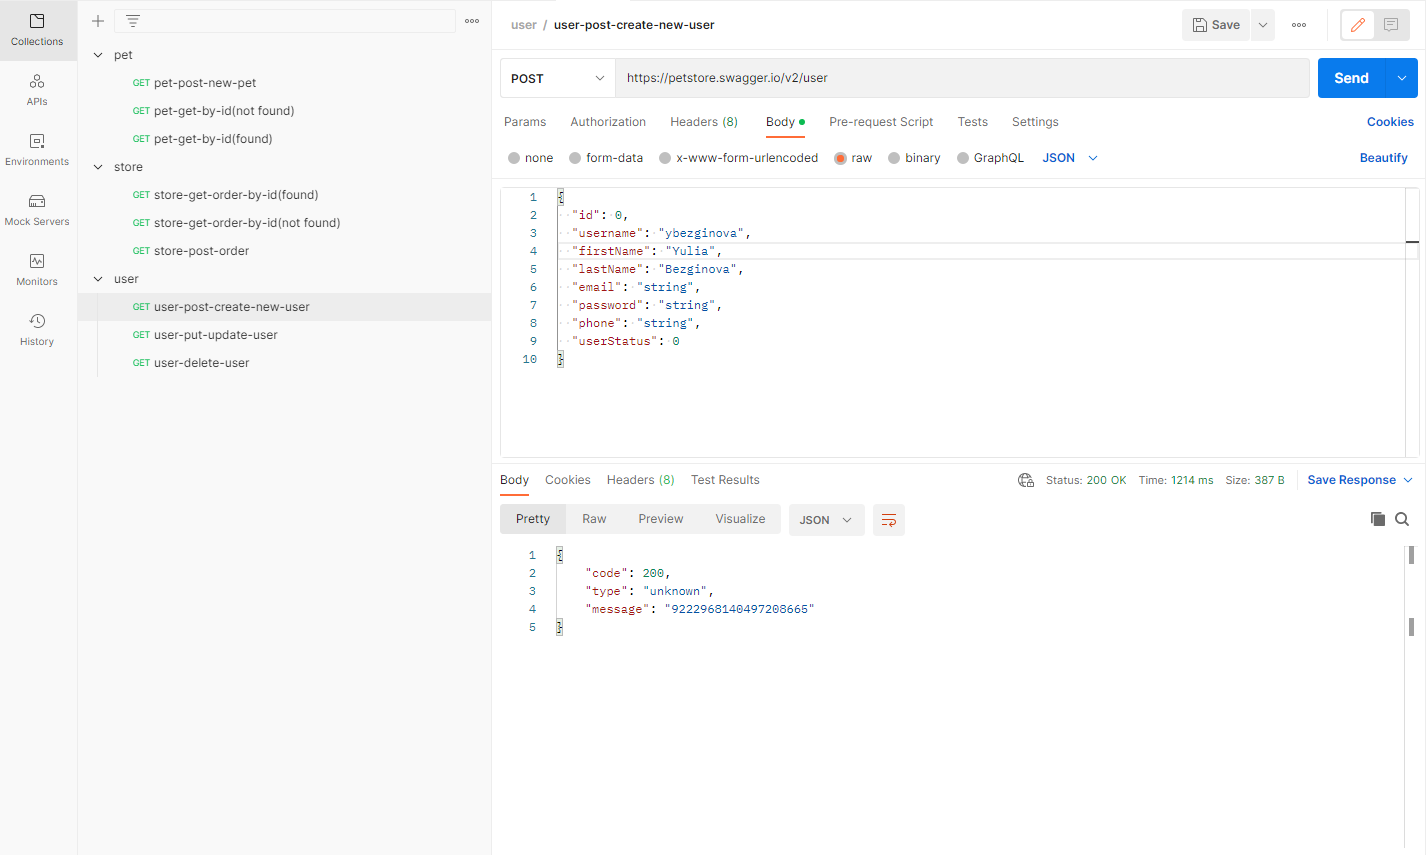 Collections
APIs
Environments
Mock Servers
Monitors
History
pet
GET pet-post-new-pet
GET pet-get-by-id(not found)
GET pet-get-by-id(found)
store
GET store-get-order-by-id(found)
GET store-get-order-by-id(not found)
GET store-post-order
user
GET user-post-create-new-user
GET user-put-update-user
GET user-delete-user
user / user-post-create-new-user
Save
POST https://petstore.swagger.io/v2/user
Send
Params Authorization Headers (8) Body Pre-request Script Tests Settings Cookies
none form-data x-www-form-urlencoded raw binary GraphQL JSON Beautify
1 {
2 "id": 0,
3 "username": "ybezginova",
4 "firstName": "Yulia",
5 "lastName": "Bezginova",
6 "email": "string",
7 "password": "string",
8 "phone": "string",
9 "userStatus": 0
10 }
Body Cookies Headers (8) Test Results Status: 200 OK Time: 1214 ms Size: 387 B Save Response
Pretty Raw Preview Visualize JSON
1 {
2 "code": 200,
3 "type": "unknown",
4 "message": "9222968140497208665"
5 }